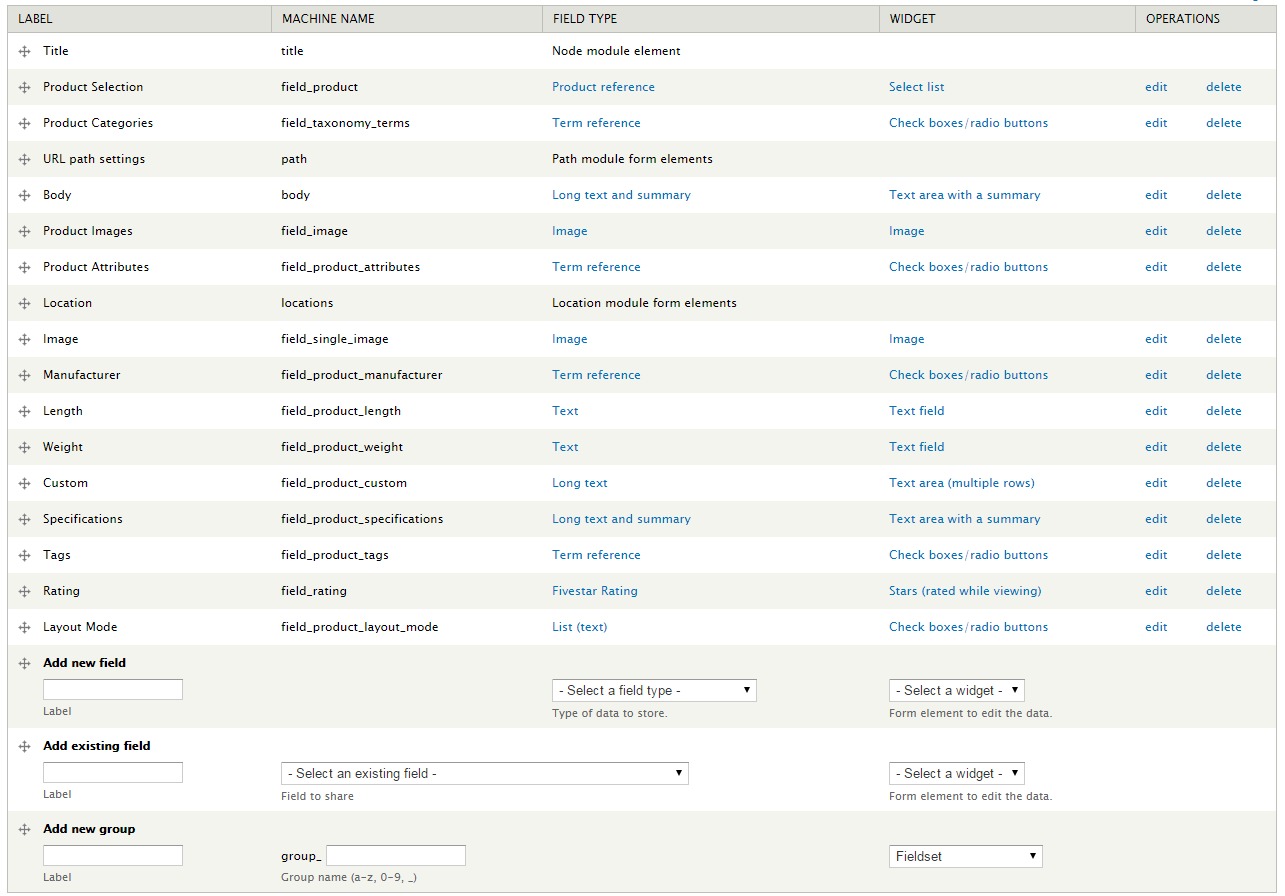 LABEL MACHINE NAME FIELD TYPE WIDGET OPERATIONS
Title title Node module element
Product Selection field_product Product reference Select list edit delete
Product Categories field_taxonomy_terms Term reference Check boxes/radio buttons edit delete
URL path settings path Path module form elements
Body body Long text and summary Text area with a summary edit delete
Product Images field_image Image Image edit delete
Product Attributes field_product_attributes Term reference Check boxes/radio buttons edit delete
Location locations Location module form elements
Image field_single_image Image Image edit delete
Manufacturer field_product_manufacturer Term reference Check boxes/radio buttons edit delete
Length field_product_length Text Text field edit delete
Weight field_product_weight Text Text field edit delete
Custom field_product_custom Long text Text area (multiple rows) edit delete
Specifications field_product_specifications Long text and summary Text area with a summary edit delete
Tags field_product_tags Term reference Check boxes/radio buttons edit delete
Rating field_rating Fivestar Rating Stars (rated while viewing) edit delete
Layout Mode field_product_layout_mode List (text) Check boxes/radio buttons edit delete
Add new field
- Select a field type - - Select a widget -
Label Type of data to store. Form element to edit the data.
Add existing field
- Select an existing field - - Select a widget -
Label Field to share Form element to edit the data.
Add new group
group_ Fieldset
Label Group name (a-z, 0-9, _)